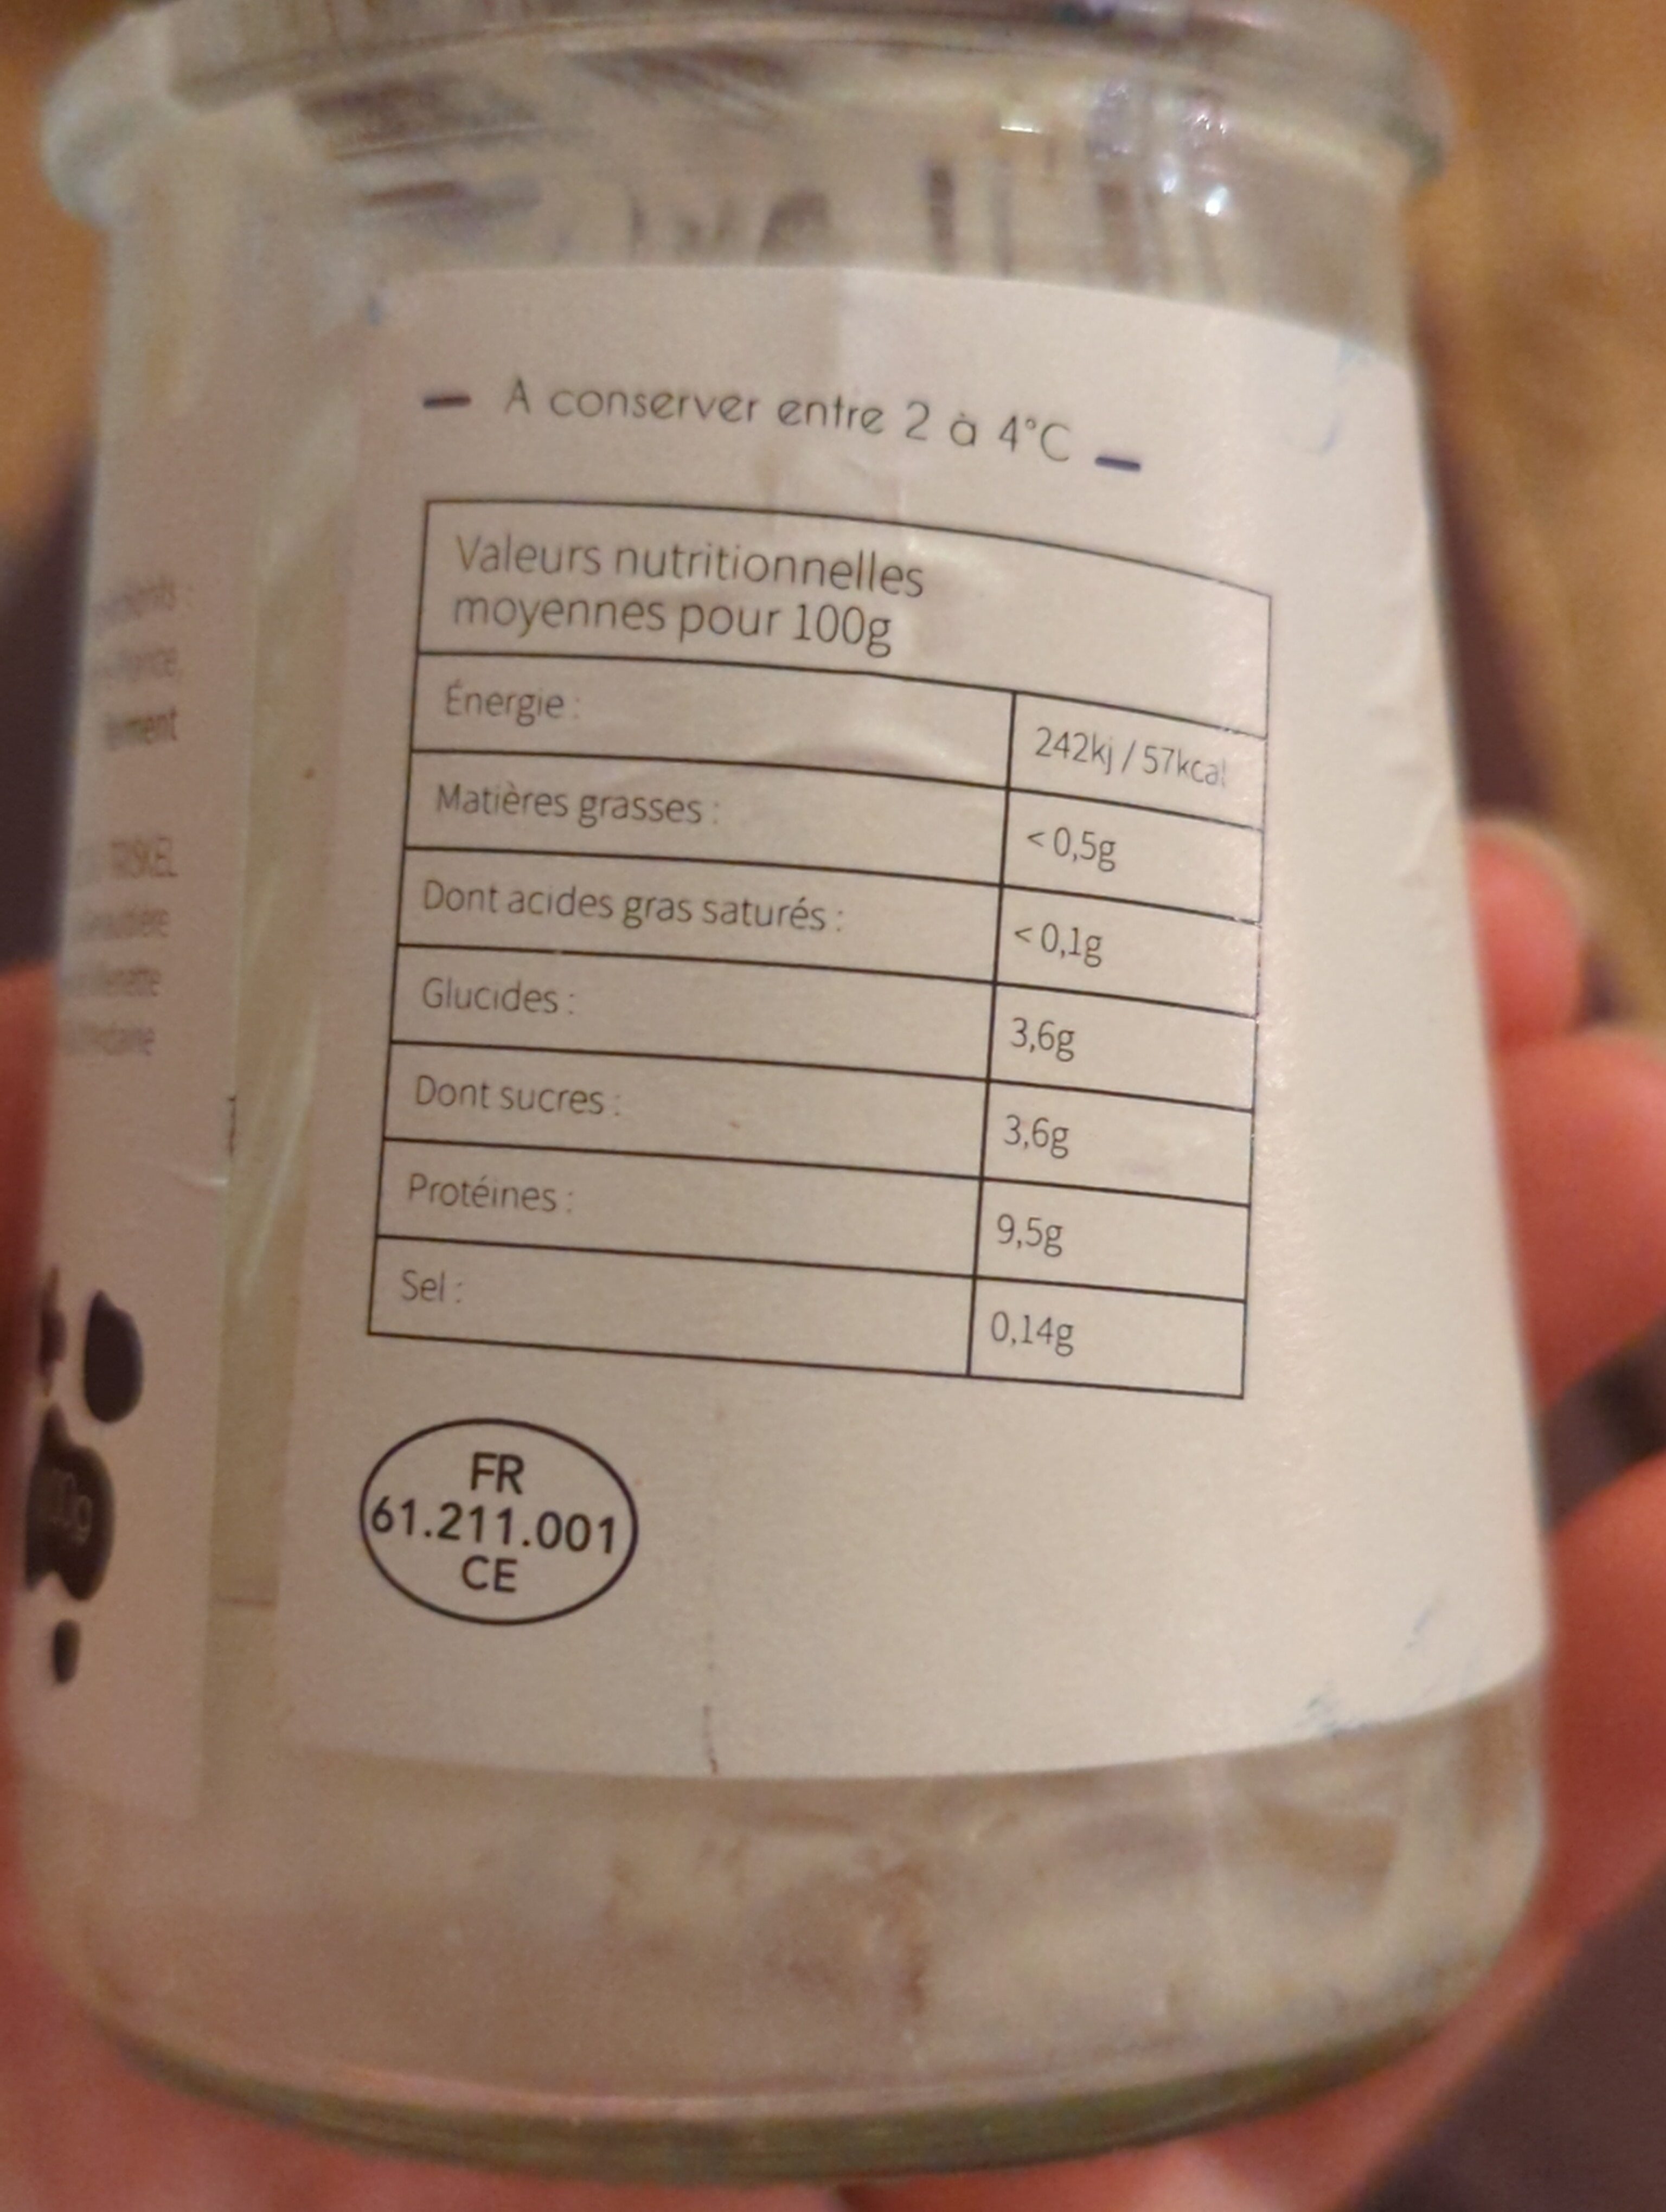 A conserver entre 2 à 4°C
Valeurs nutritionnelles
moyennes pour 100g
Énergie : 242kj / 57kcal
Matières grasses : < 0,5g
Dont acides gras saturés : < 0,1g
Glucides : 3,6g
Dont sucres : 3,6g
Protéines : 9,5g
Sel : 0,14g
FR
61.211.001
CE